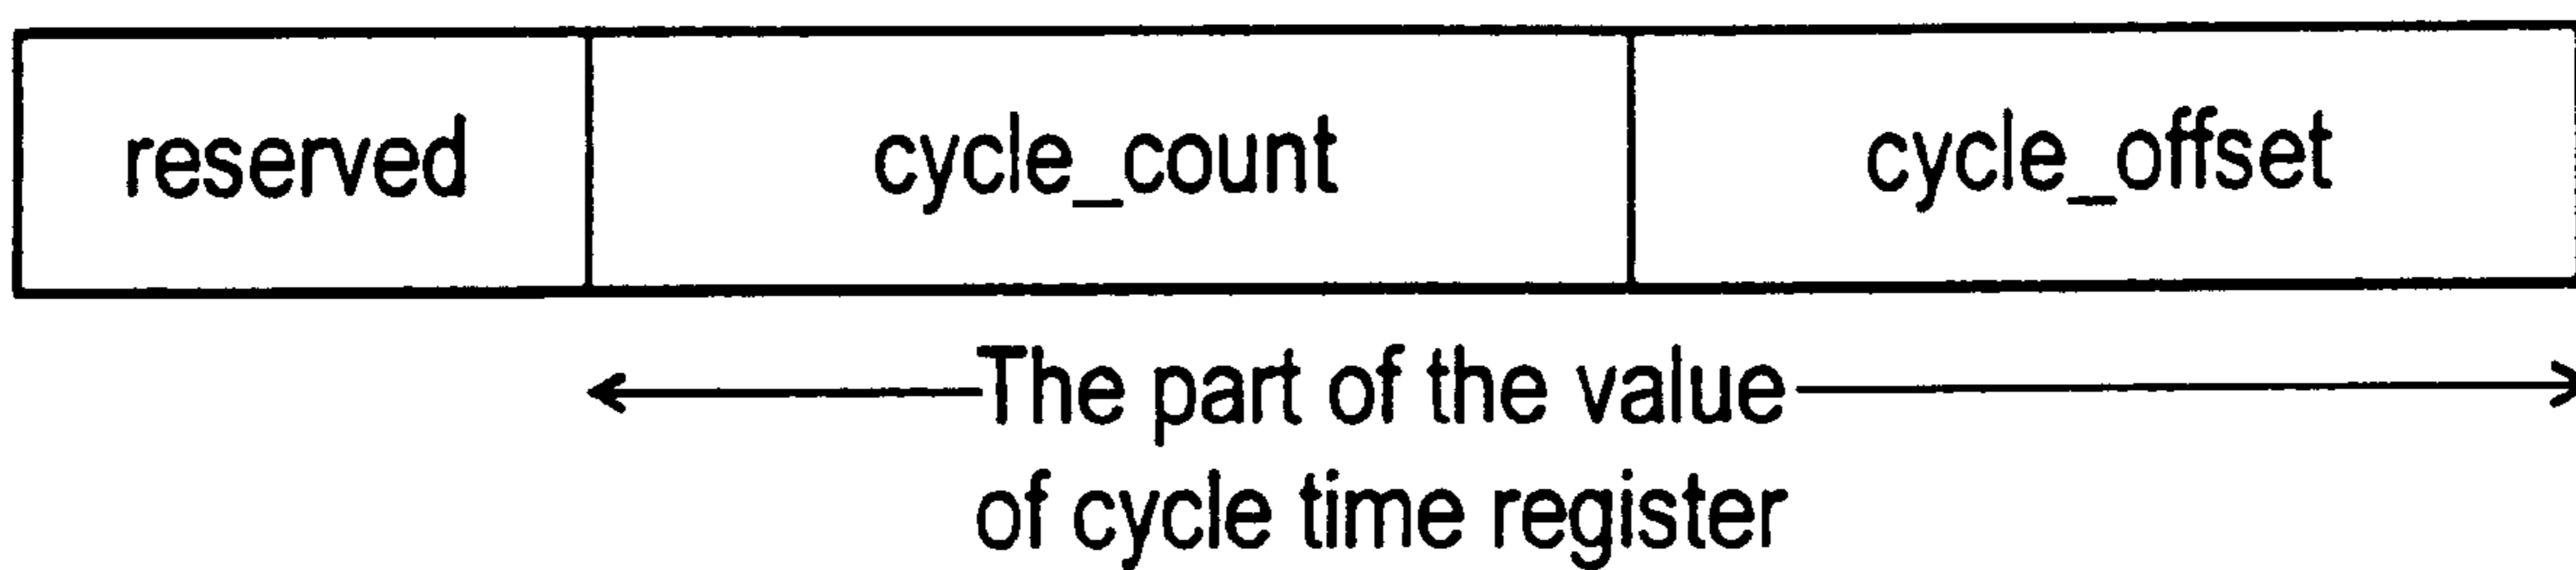 reserved cycle_count cycle_offset
The part of the value
of cycle time register